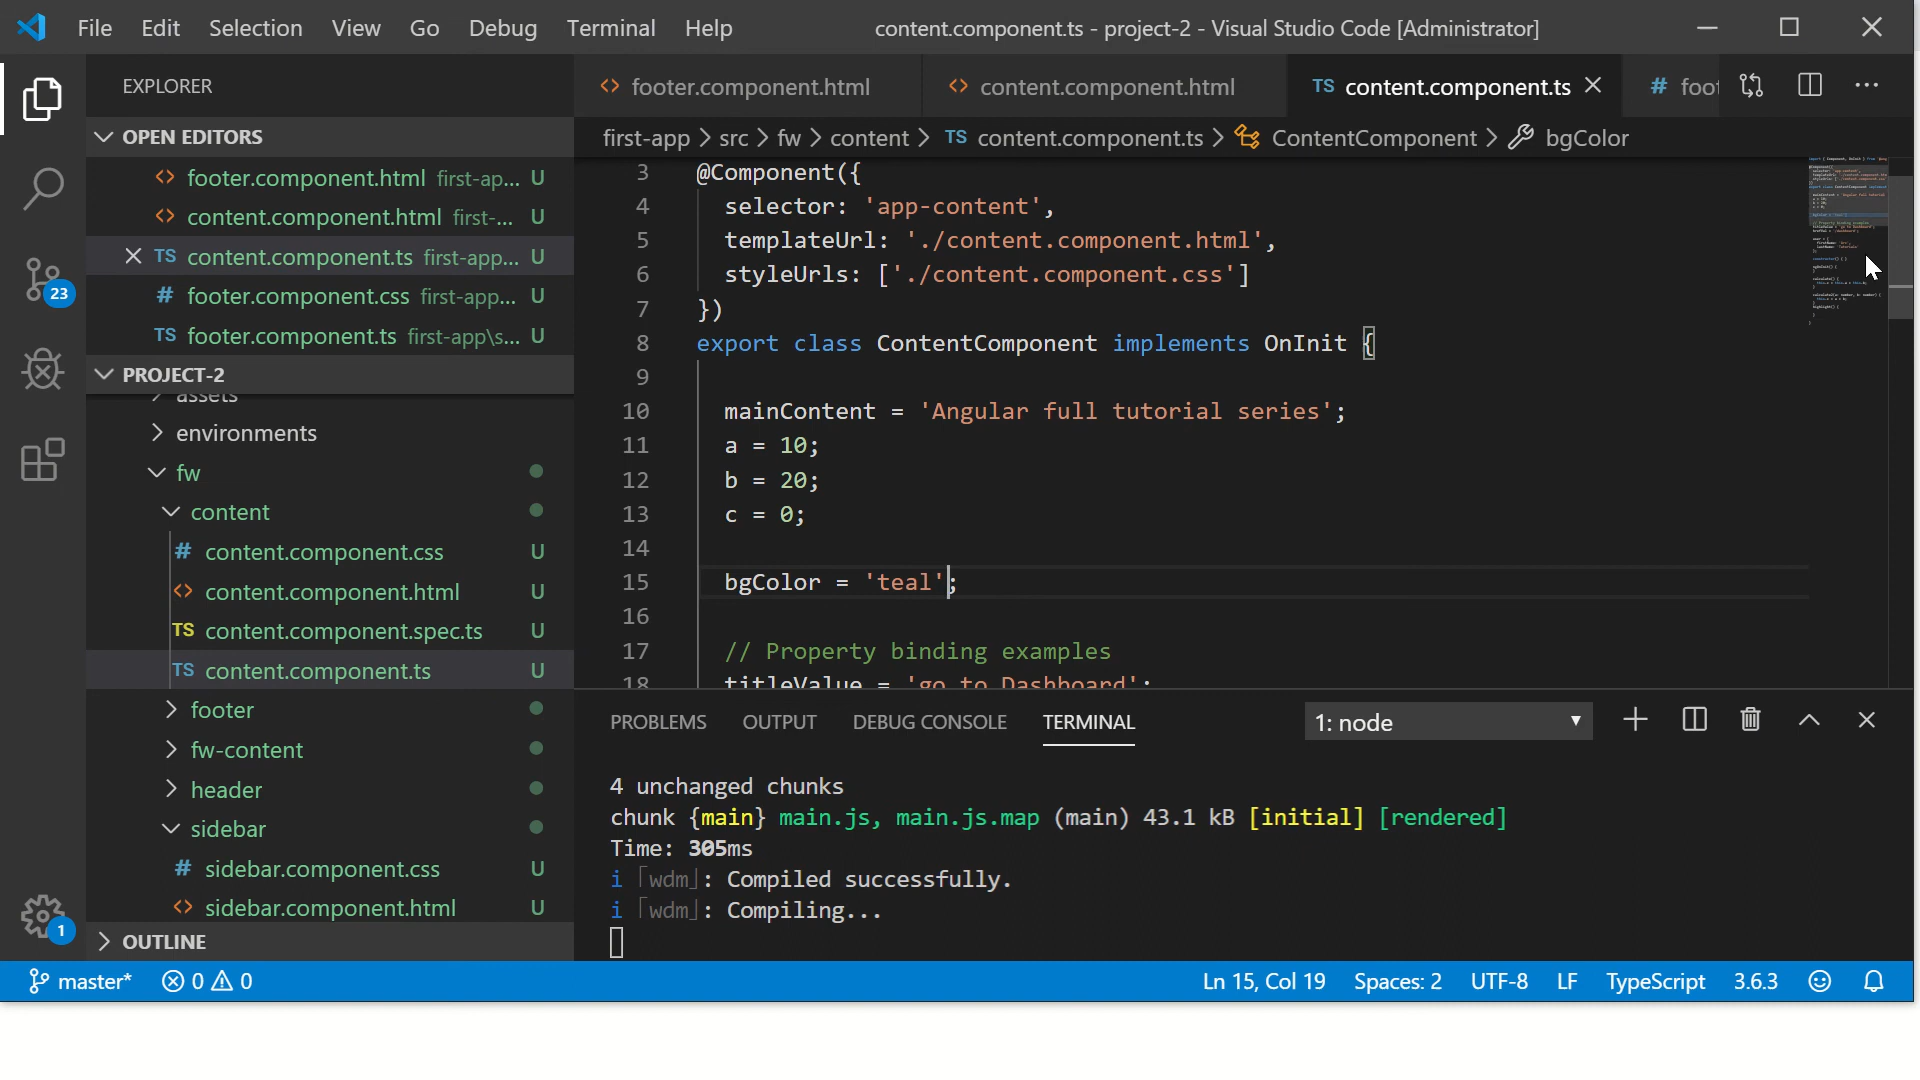 File Edit Selection View Go Debug Terminal Help content.component.ts - project-2 - Visual Studio Code [Administrator]
EXPLORER
OPEN EDITORS
footer.component.html first-ap... U
content.component.html first-... U
TS content.component.ts first-app... U
# footer.component.css first-app... U
TS footer.component.ts first-app\s... U
PROJECT-2
assets
environments
fw
content
# content.component.css U
content.component.html U
TS content.component.spec.ts U
TS content.component.ts U
footer
fw-content
header
sidebar
# sidebar.component.css U
sidebar.component.html U
OUTLINE
23
1
footer.component.html content.component.html TS content.component.ts # foot
first-app > src > fw > content > TS content.component.ts > ContentComponent > bgColor
3 @Component({
4 selector: 'app-content',
5 templateUrl: './content.component.html',
6 styleUrls: ['./content.component.css']
7 })
8 export class ContentComponent implements OnInit {
9
10 mainContent = 'Angular full tutorial series';
11 a = 10;
12 b = 20;
13 c = 0;
14
15 bgColor = 'teal';
16
17 // Property binding examples
18 titleValue = 'go to Dashboard';
PROBLEMS OUTPUT DEBUG CONSOLE TERMINAL 1: node
4 unchanged chunks
chunk {main} main.js, main.js.map (main) 43.1 kB [initial] [rendered]
Time: 305ms
i ｢wdm｣: Compiled successfully.
i ｢wdm｣: Compiling...
master* 0 0 Ln 15, Col 19 Spaces: 2 UTF-8 LF TypeScript 3.6.3